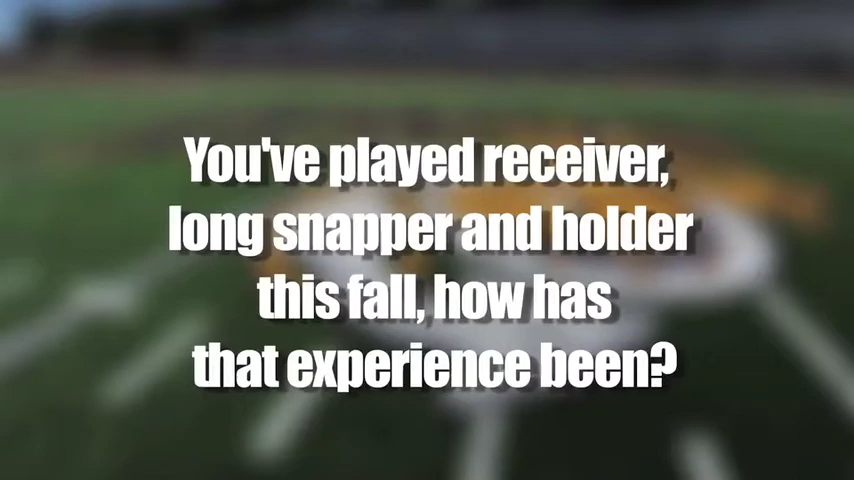 You've played receiver,
long snapper and holder
this fall, how has
that experience been?